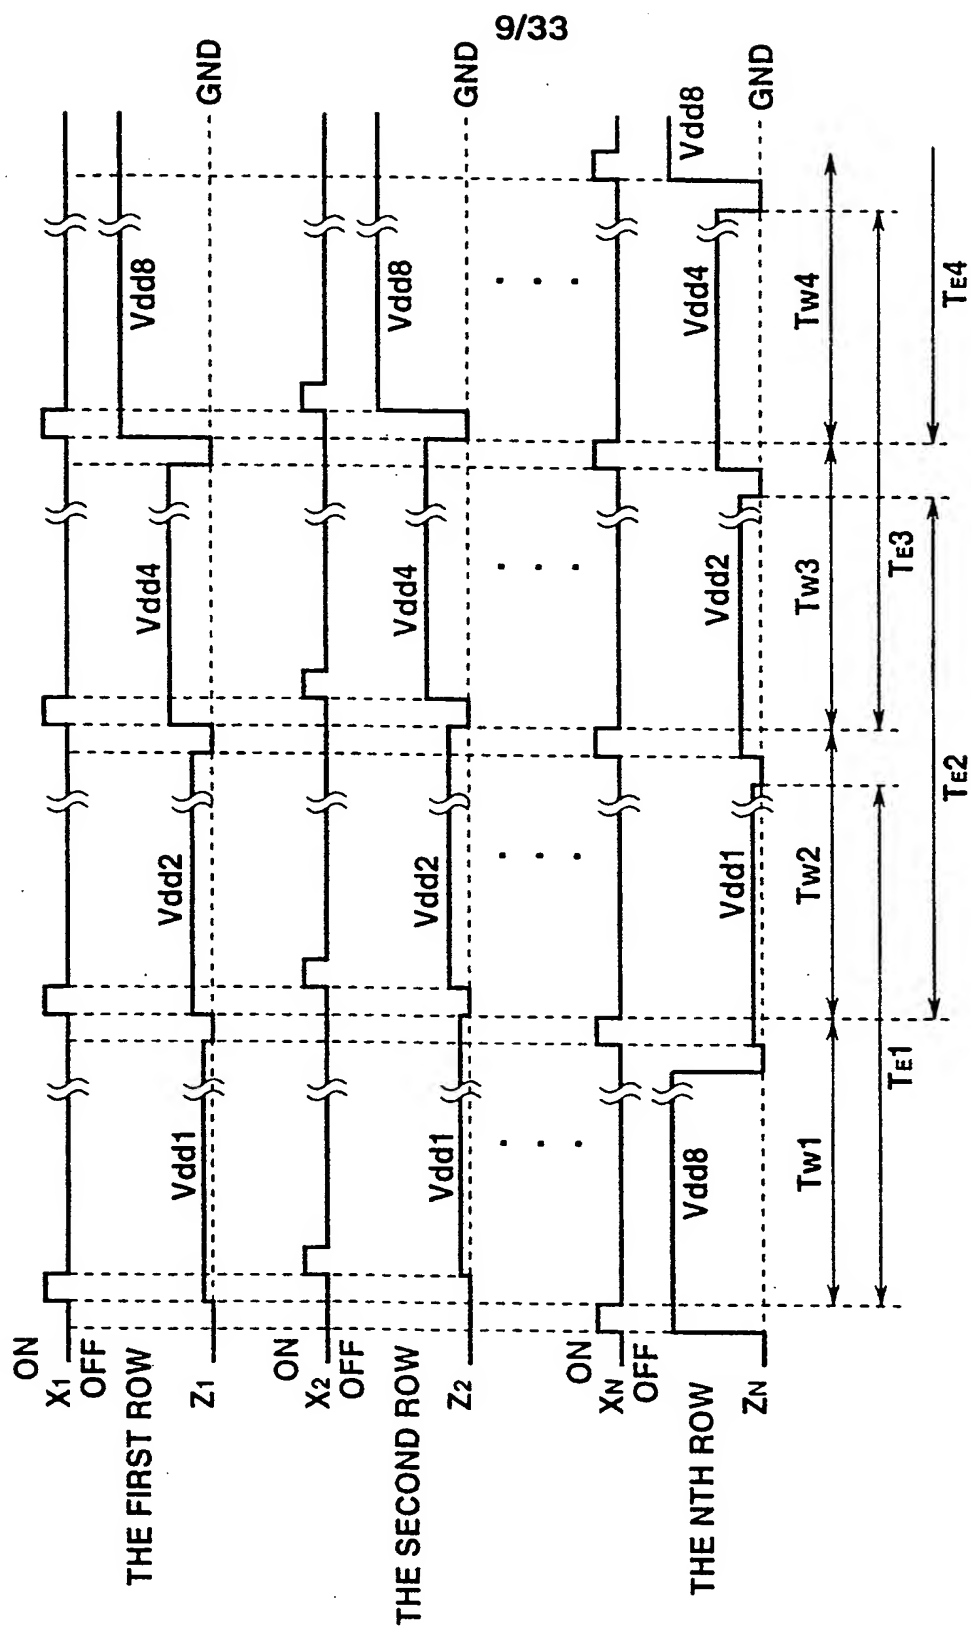 9/33
ON
X1
OFF
THE FIRST ROW
Z1
Vdd1
Vdd2
Vdd4
Vdd8
GND
ON
X2
OFF
THE SECOND ROW
Z2
Vdd1
Vdd2
Vdd4
Vdd8
GND
ON
XN
OFF
THE NTH ROW
ZN
Vdd8
Vdd1
Vdd2
Vdd4
Vdd8
GND
TW1
TW2
TW3
TW4
TE1
TE3
TE2
TE4